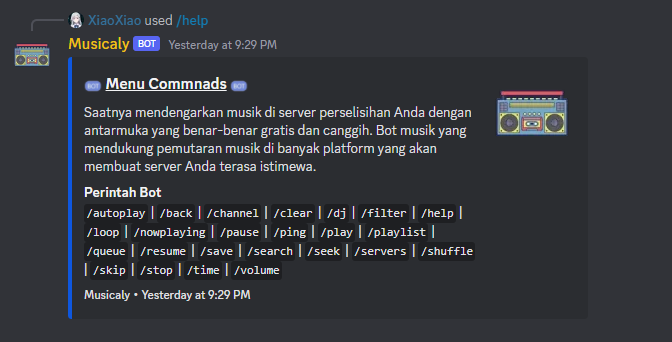 XiaoXiao used /help
Musicaly BOT Yesterday at 9:29 PM
BOT Menu Commnads BOT
Saatnya mendengarkan musik di server perselisihan Anda dengan
antarmuka yang benar-benar gratis dan canggih. Bot musik yang
mendukung pemutaran musik di banyak platform yang akan
membuat server Anda terasa istimewa.
Perintah Bot
/autoplay | /back | /channel | /clear | /dj | /filter | /help |
/loop | /nowplaying | /pause | /ping | /play | /playlist |
/queue | /resume | /save | /search | /seek | /servers | /shuffle
| /skip | /stop | /time | /volume
Musicaly • Yesterday at 9:29 PM